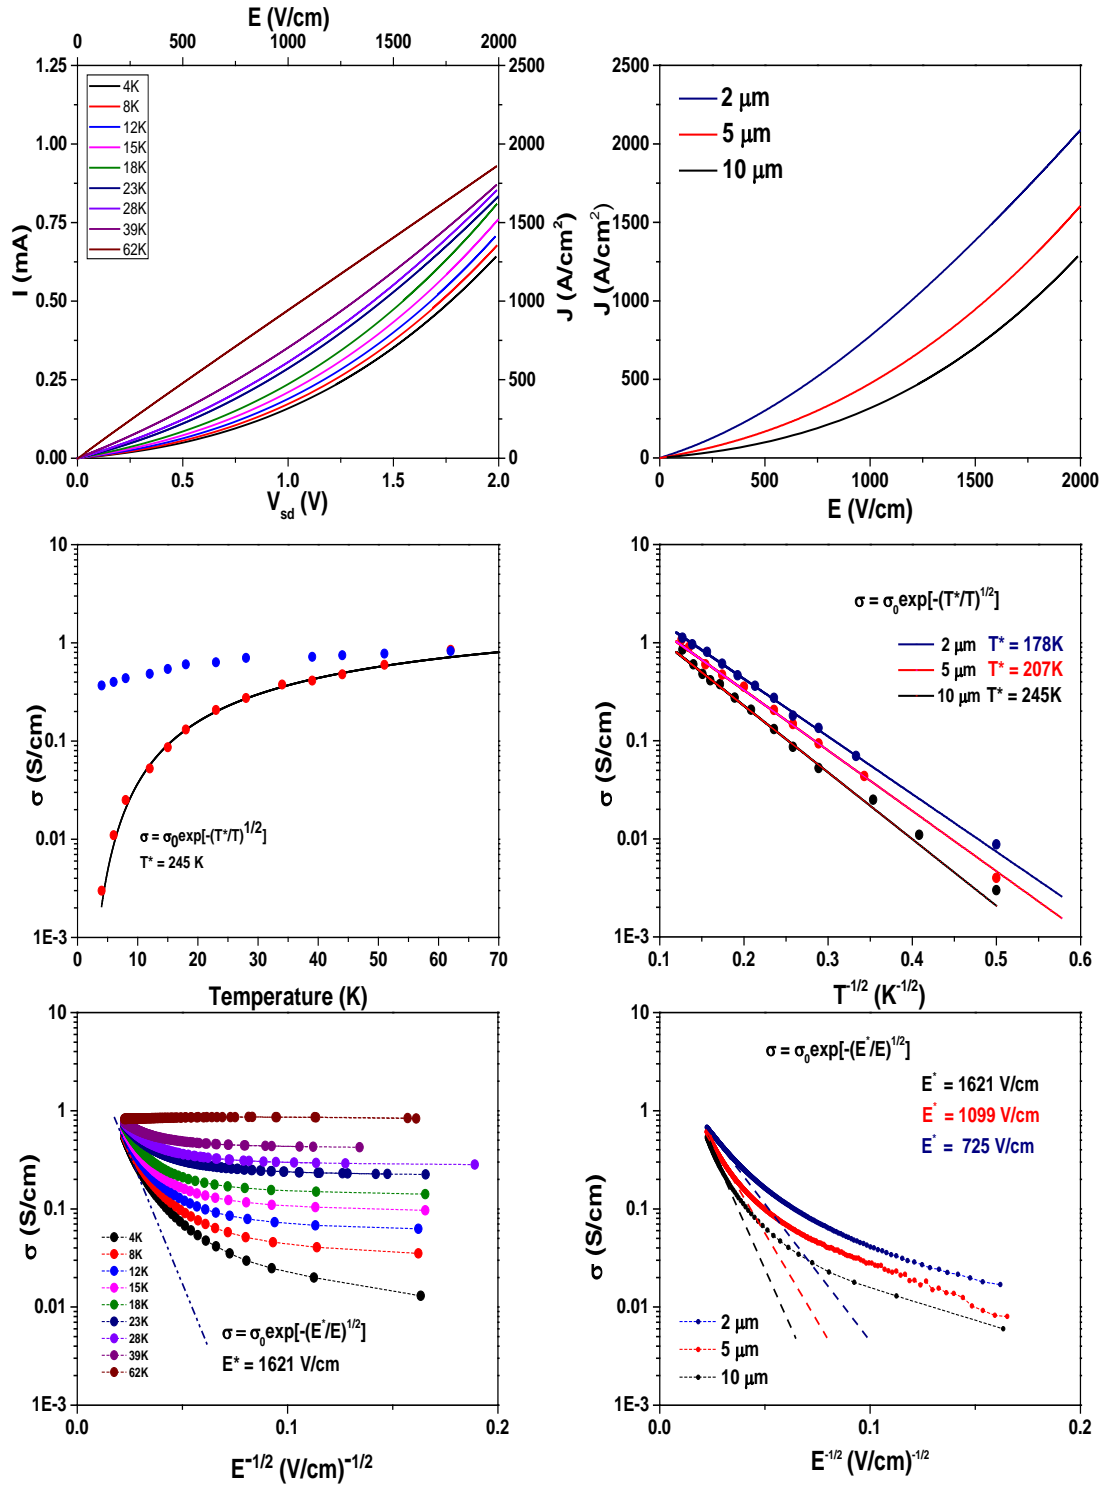 E (V/cm)
0 500 1000 1500 2000
1.25
1.00
0.75
0.50
0.25
0.00
I (mA)
4K
8K
12K
15K
18K
23K
28K
39K
62K
2500
2000
1500
1000
500
0
J (A/cm²)
0.0 0.5 1.0 1.5 2.0
V_sd (V)
2500
2000
1500
1000
500
0
J (A/cm²)
2 μm
5 μm
10 μm
0 500 1000 1500 2000
E (V/cm)
10
1
0.1
0.01
1E-3
σ (S/cm)
σ = σ₀exp[-(T*/T)^1/2]
T* = 245 K
0 10 20 30 40 50 60 70
Temperature (K)
10
1
0.1
0.01
1E-3
σ (S/cm)
σ = σ₀exp[-(T*/T)^1/2]
2 μm T* = 178K
5 μm T* = 207K
10 μm T* = 245K
0.1 0.2 0.3 0.4 0.5 0.6
T^-1/2 (K^-1/2)
10
1
0.1
0.01
1E-3
σ (S/cm)
4K
8K
12K
15K
18K
23K
28K
39K
62K
σ = σ₀exp[-(E*/E)^1/2]
E* = 1621 V/cm
0.0 0.1 0.2
E^-1/2 (V/cm)^-1/2
10
1
0.1
0.01
1E-3
σ (S/cm)
σ = σ₀exp[-(E*/E)^1/2]
E* = 1621 V/cm
E* = 1099 V/cm
E* = 725 V/cm
2 μm
5 μm
10 μm
0.0 0.1 0.2
E^-1/2 (V/cm)^-1/2